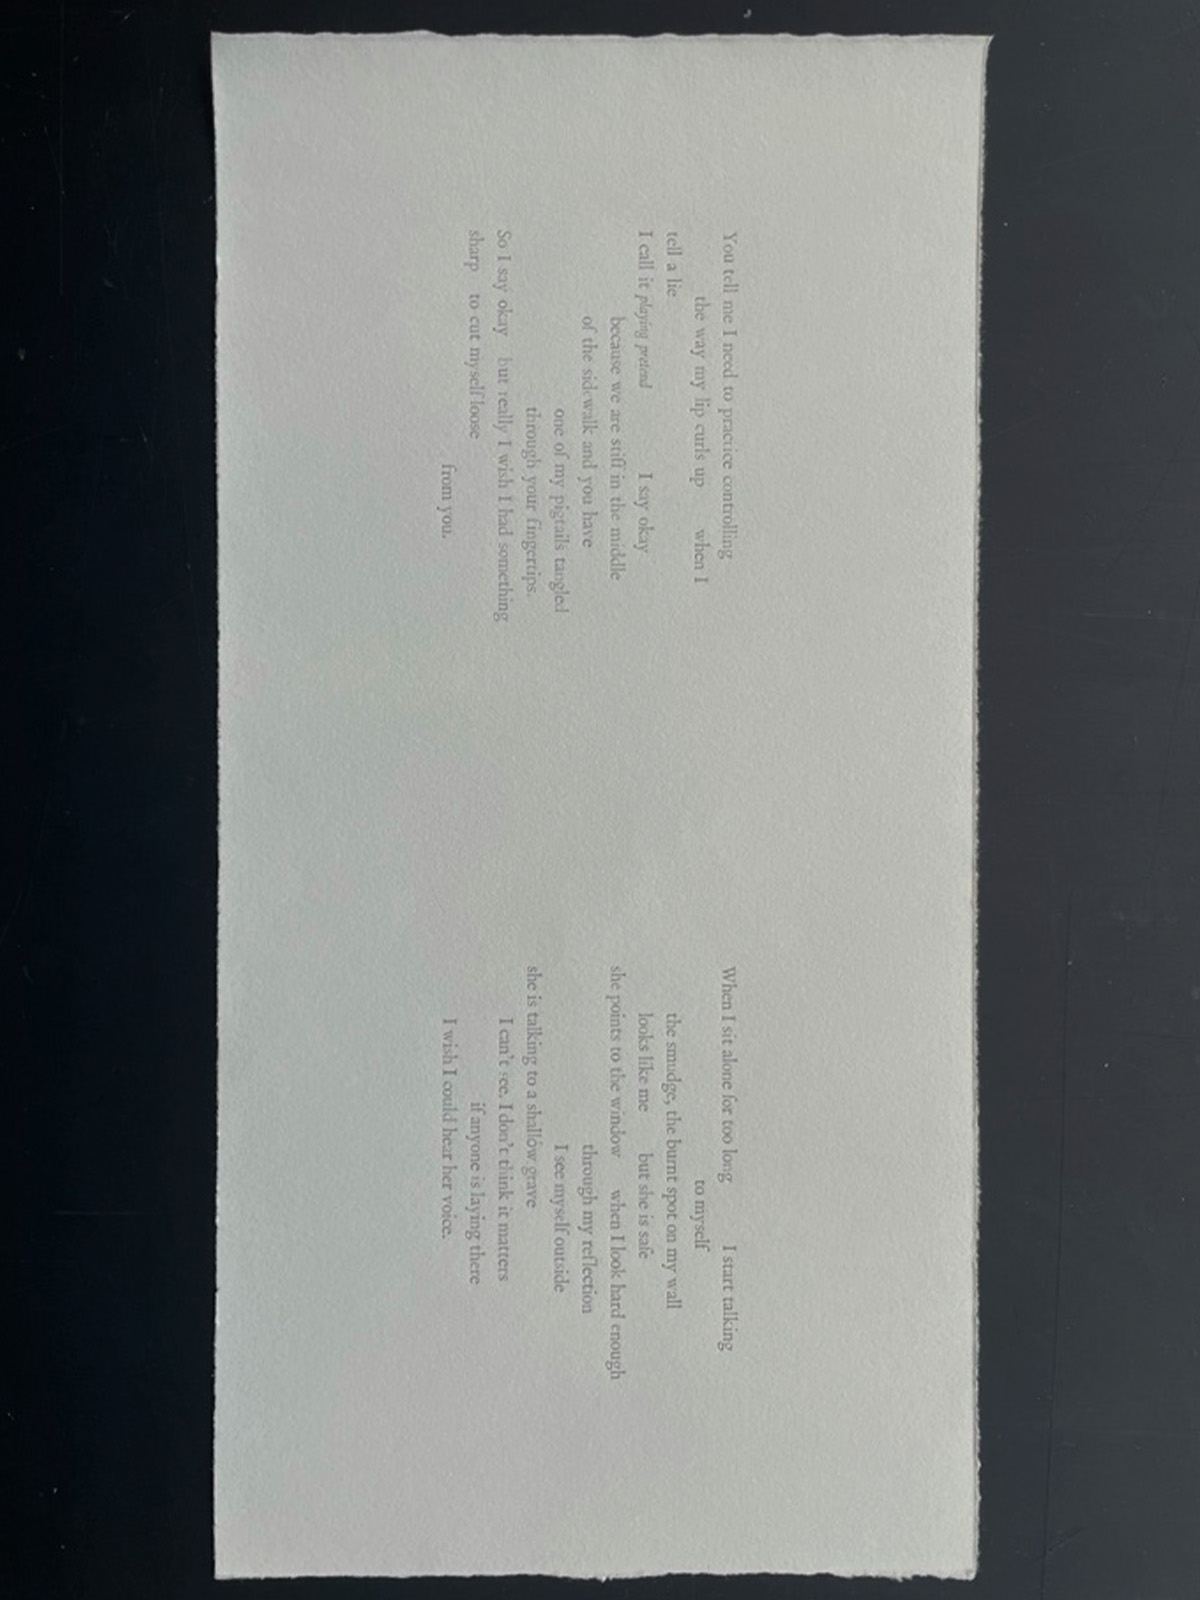 You tell me I need to practice controlling
the way my lip curls up when I
tell a lie
I call it playing pretend I say okay
because we are still in the middle
of the sidewalk and you have
one of my pigtails tangled
through your fingertips.
So I say okay but really I wish I had something
sharp to cut myself loose
from you.
When I sit alone for too long I start talking
to myself
the smudge, the burnt spot on my wall
looks like me but she is safe
she points to the window when I look hard enough
through my reflection
I see myself outside
she is talking to a shallow grave
I can't see. I don't think it matters
if anyone is laying there
I wish I could hear her voice.